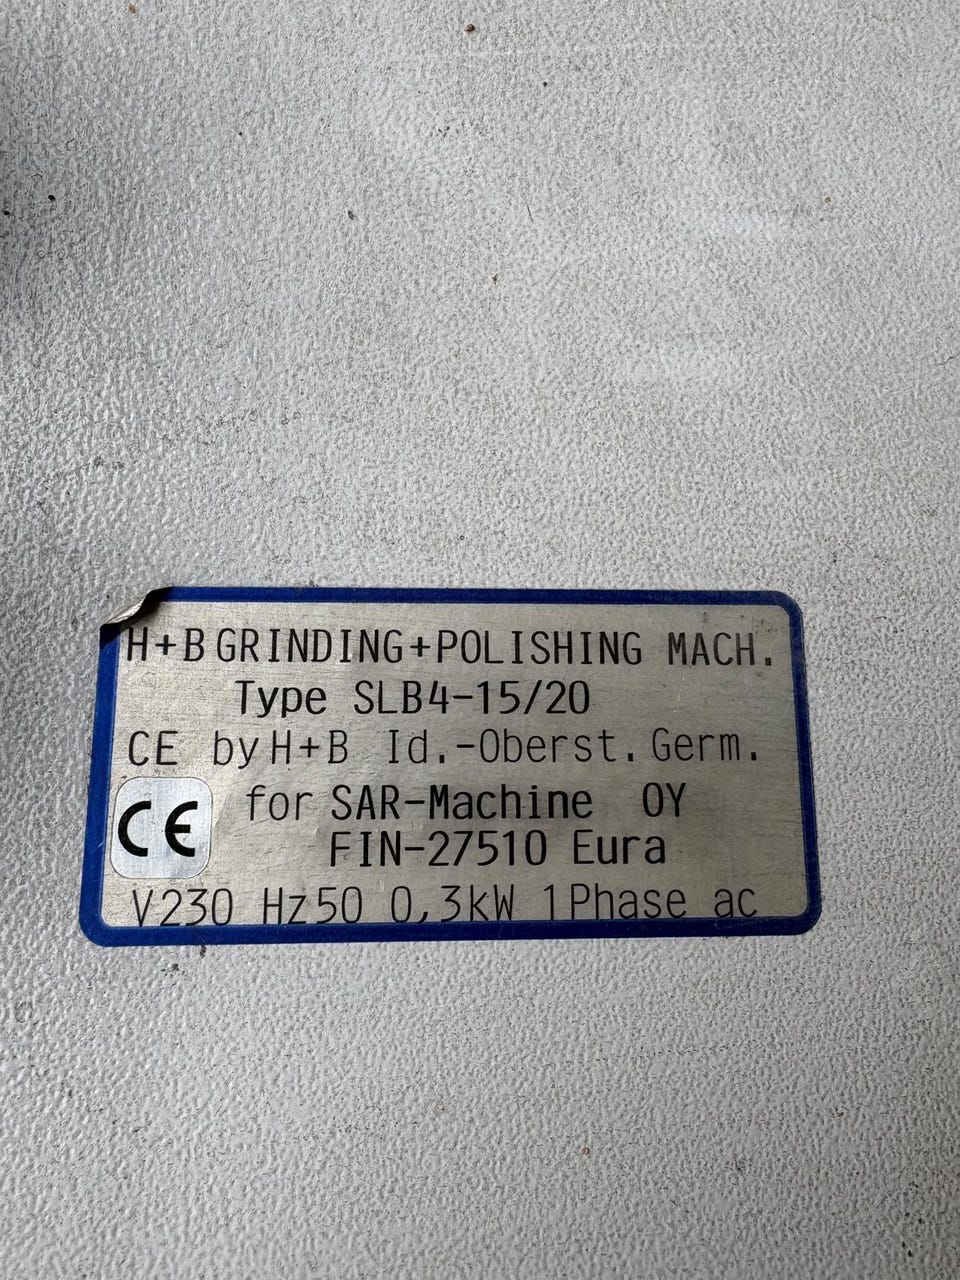 H+B GRINDING+POLISHING MACH.
Type SLB4-15/20
CE by H+B Id.-Oberst. Germ.
CE for SAR-Machine OY
FIN-27510 Eura
V230 Hz50 0,3kW 1Phase ac